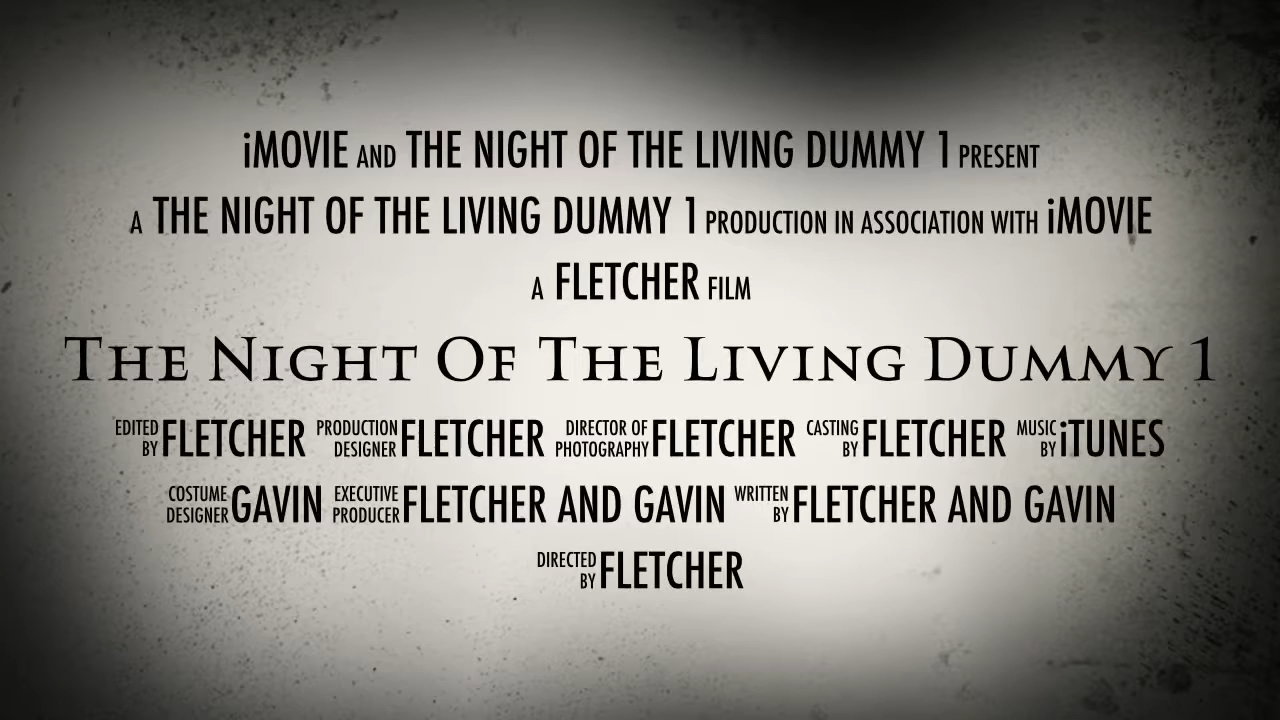 iMOVIE AND THE NIGHT OF THE LIVING DUMMY 1 PRESENT
A THE NIGHT OF THE LIVING DUMMY 1 PRODUCTION IN ASSOCIATION WITH iMOVIE
A FLETCHER FILM
The Night Of The Living Dummy 1
EDITED BY FLETCHER PRODUCTION DESIGNER FLETCHER DIRECTOR OF PHOTOGRAPHY FLETCHER CASTING BY FLETCHER MUSIC BY iTUNES
COSTUME DESIGNER GAVIN EXECUTIVE PRODUCER FLETCHER AND GAVIN WRITTEN BY FLETCHER AND GAVIN
DIRECTED BY FLETCHER